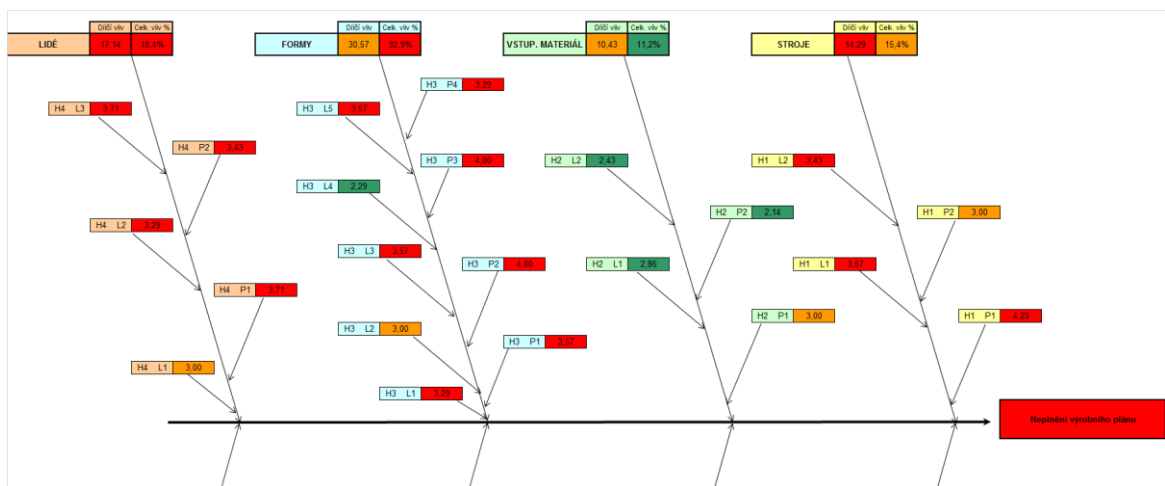 Dílčí vliv Celk. vliv % Dílčí vliv Celk. vliv % Dílčí vliv Celk. vliv % Dílčí vliv Celk. vliv %
LIDÉ 17,14 18,4% FORMY 30,57 32,9% VSTUP. MATERIÁL 10,43 11,2% STROJE 14,29 15,4%
H3 P4 3,29
H4 L3 3,71 H3 L5 3,57
H4 P2 3,43 H3 P3 4,00 H2 L2 2,43 H1 L2 3,43
H3 L4 2,29
H4 L2 3,29 H2 P2 2,14 H1 P2 3,00
H3 L3 3,57
H3 P2 4,00 H2 L1 2,86 H1 L1 3,57
H4 P1 3,71
H2 P1 3,00 H1 P1 4,29
H3 L2 3,00
H3 P1 3,57
H4 L1 3,00
H3 L1 3,29
Neplnění výrobního plánu